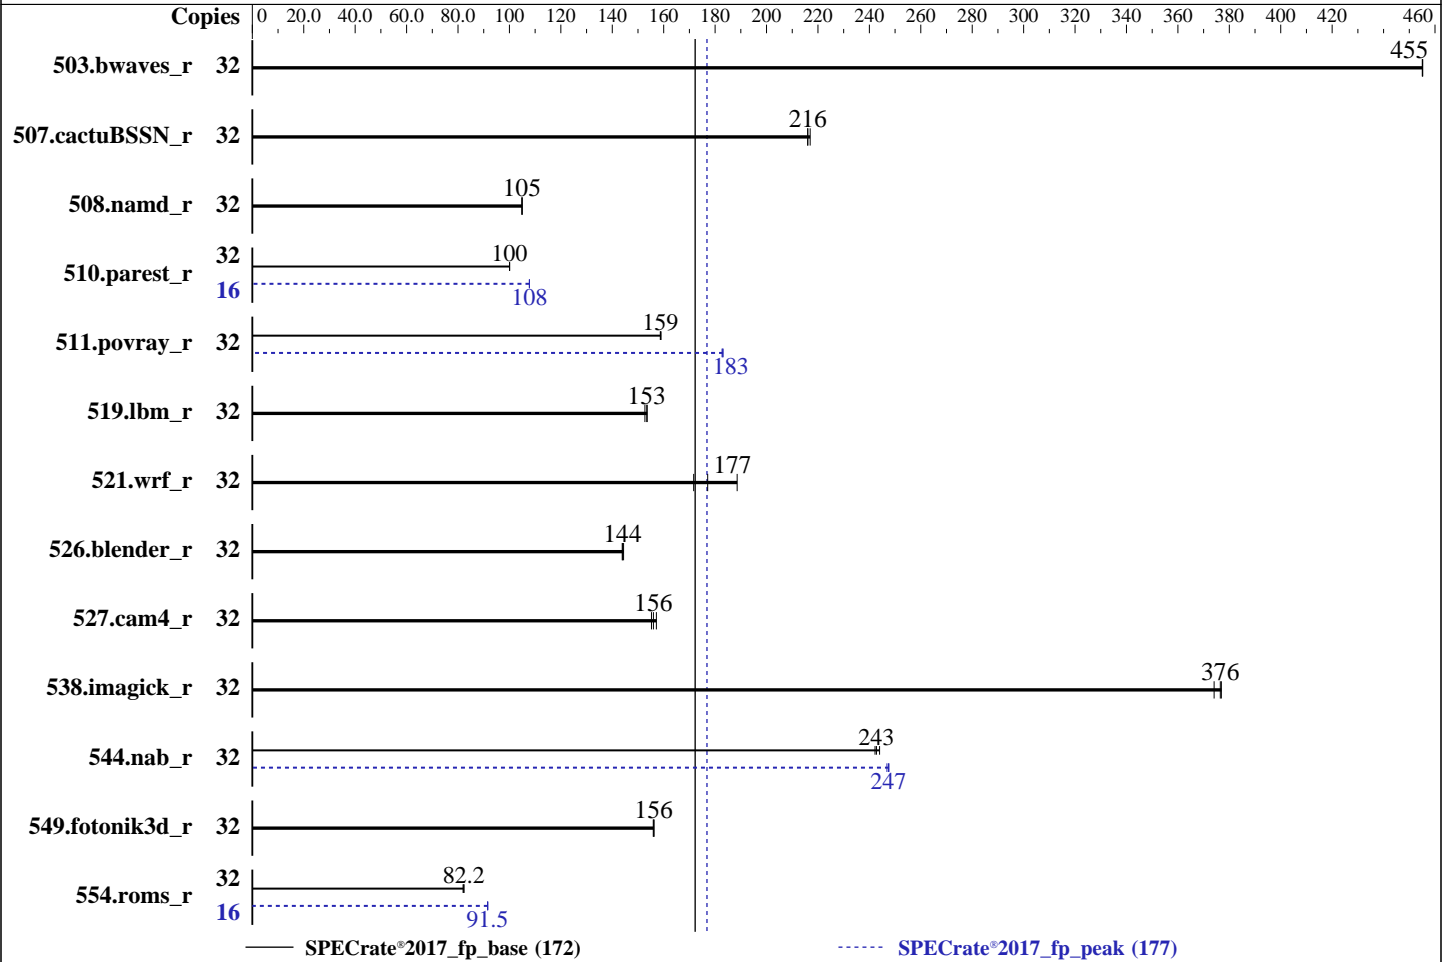 Copies 0 20.0 40.0 60.0 80.0 100 120 140 160 180 200 220 240 260 280 300 320 340 360 380 400 420 460
503.bwaves_r 32 455
507.cactuBSSN_r 32 216
508.namd_r 32 105
510.parest_r 32 100
16 108
511.povray_r 32 159
183
519.lbm_r 32 153
521.wrf_r 32 177
526.blender_r 32 144
527.cam4_r 32 156
538.imagick_r 32 376
544.nab_r 32 243
247
549.fotonik3d_r 32 156
554.roms_r 32 82.2
16 91.5
SPECrate®2017_fp_base (172) SPECrate®2017_fp_peak (177)